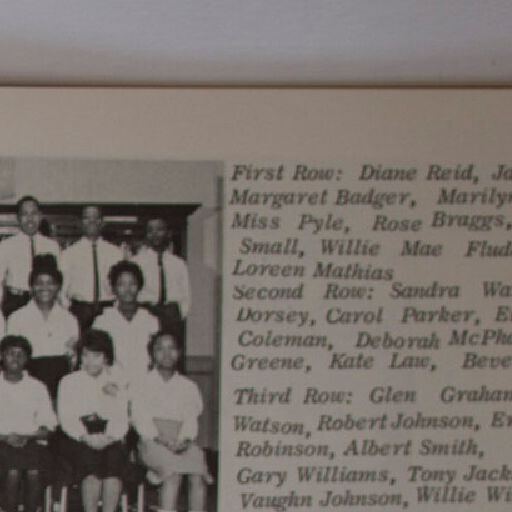 First Row: Diane Reid,
Margaret Badger,
Miss Pyle, Rose Braggs,
Small, Willie Mae
Loreen Mathias
Second Row: Sandra
Dorsey, Carol Parker,
Coleman, Deborah
Greene, Kate Law,
Third Row: Glen
Watson, Robert Johnson,
Robinson, Albert Smith,
Gary Williams, Tony
Vaughn Johnson, Willie